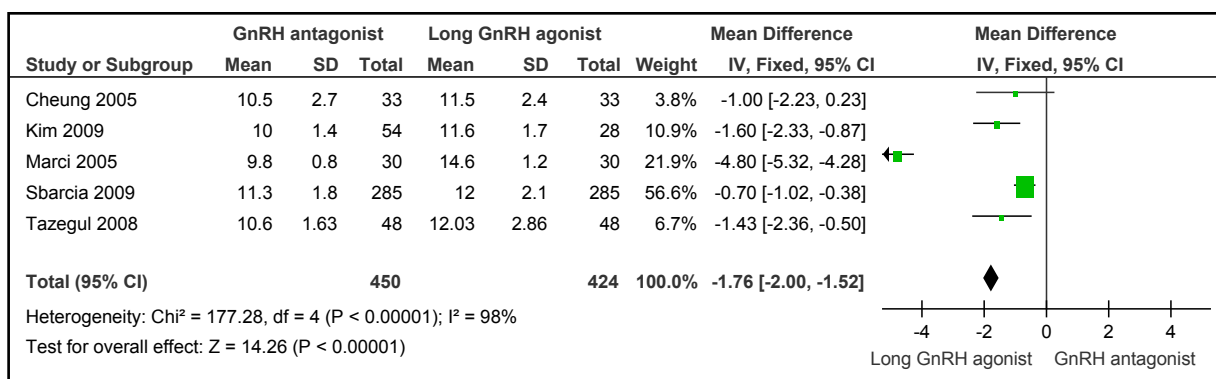 GnRH antagonist Long GnRH agonist Mean Difference Mean Difference
Study or Subgroup Mean SD Total Mean SD Total Weight IV, Fixed, 95% CI IV, Fixed, 95% CI
Cheung 2005 10.5 2.7 33 11.5 2.4 33 3.8% -1.00 [-2.23, 0.23]
Kim 2009 10 1.4 54 11.6 1.7 28 10.9% -1.60 [-2.33, -0.87]
Marci 2005 9.8 0.8 30 14.6 1.2 30 21.9% -4.80 [-5.32, -4.28]
Sbarcia 2009 11.3 1.8 285 12 2.1 285 56.6% -0.70 [-1.02, -0.38]
Tazegul 2008 10.6 1.63 48 12.03 2.86 48 6.7% -1.43 [-2.36, -0.50]
Total (95% CI) 450 424 100.0% -1.76 [-2.00, -1.52]
Heterogeneity: Chi² = 177.28, df = 4 (P < 0.00001); I² = 98%
Test for overall effect: Z = 14.26 (P < 0.00001)
-4 -2 0 2 4
Long GnRH agonist GnRH antagonist